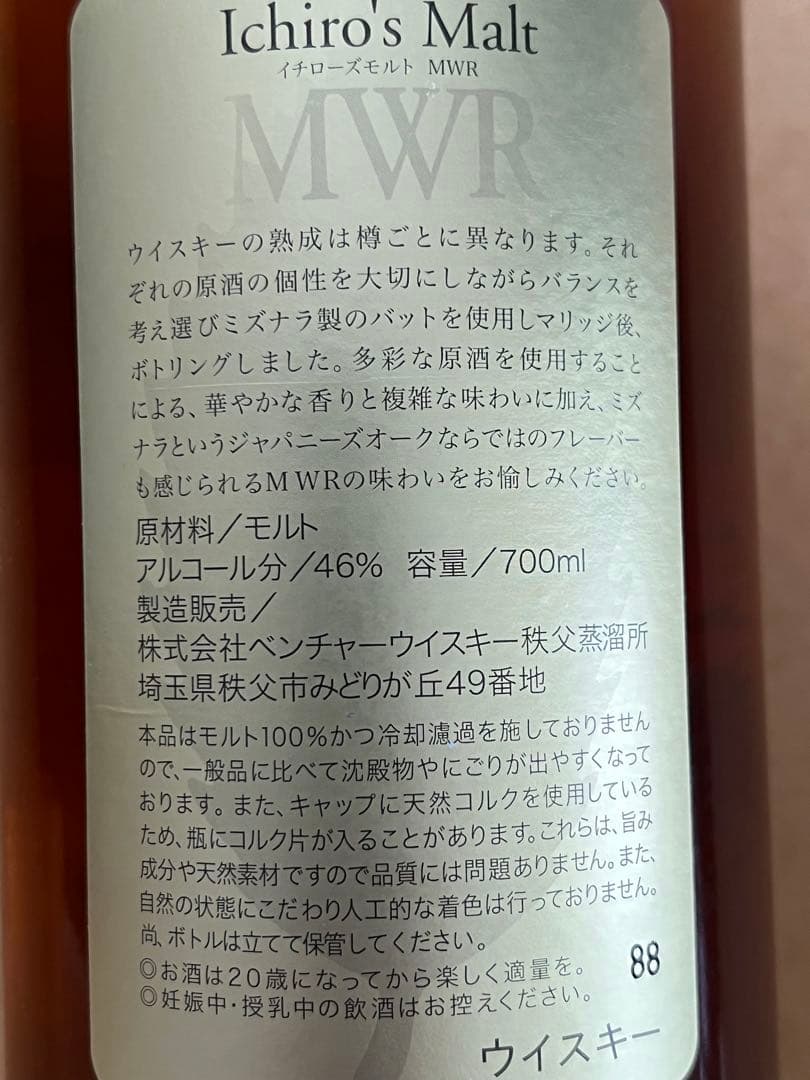 Ichiro's Malt
イチローズモルト MWR
MWR
ウイスキーの熟成は樽ごとに異なります。それ
ぞれの原酒の個性を大切にしながらバランスを
考え選びミズナラ製のバットを使用しマリッジ後、
ボトリングしました。多彩な原酒を使用すること
による、華やかな香りと複雑な味わいに加え、ミズ
ナラというジャパニーズオークならではのフレーバー
も感じられるMWRの味わいをお愉しみください。
原材料／モルト
アルコール分／46% 容量／700ml
製造販売／
株式会社ベンチャーウイスキー秩父蒸溜所
埼玉県秩父市みどりが丘49番地
本品はモルト100%かつ冷却濾過を施しておりません
ので、一般品に比べて沈殿物やにごりが出やすくなって
おります。また、キャップに天然コルクを使用している
ため、瓶にコルク片が入ることがあります。これらは、旨み
成分や天然素材ですので品質には問題ありません。また、
自然の状態にこだわり人工的な着色は行っておりません。
尚、ボトルは立てて保管してください。
◎お酒は20歳になってから楽しく適量を。
◎妊娠中・授乳中の飲酒はお控えください。
88
ウイスキー